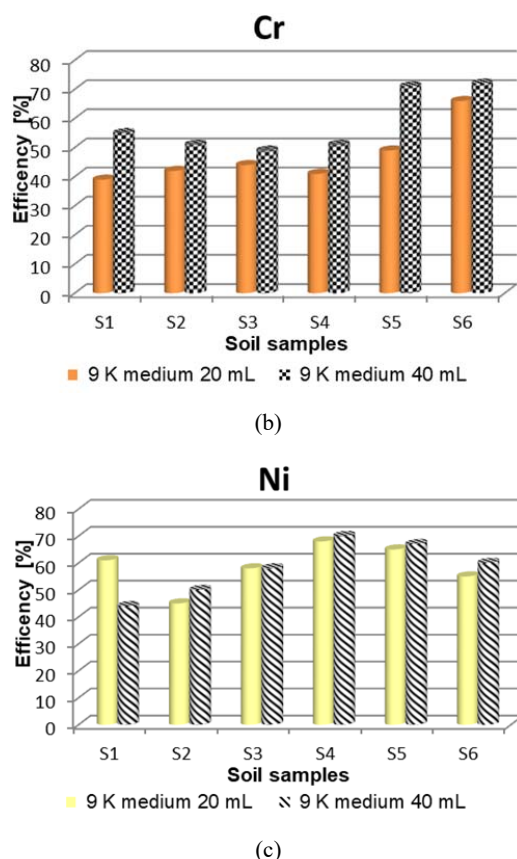 Cr
Efficency [%]
80
70
60
50
40
30
20
10
0
S1 S2 S3 S4 S5 S6
Soil samples
9 K medium 20 mL 9 K medium 40 mL
(b)
Ni
Efficency [%]
80
70
60
50
40
30
20
10
0
S1 S2 S3 S4 S5 S6
Soil samples
9 K medium 20 mL 9 K medium 40 mL
(c)